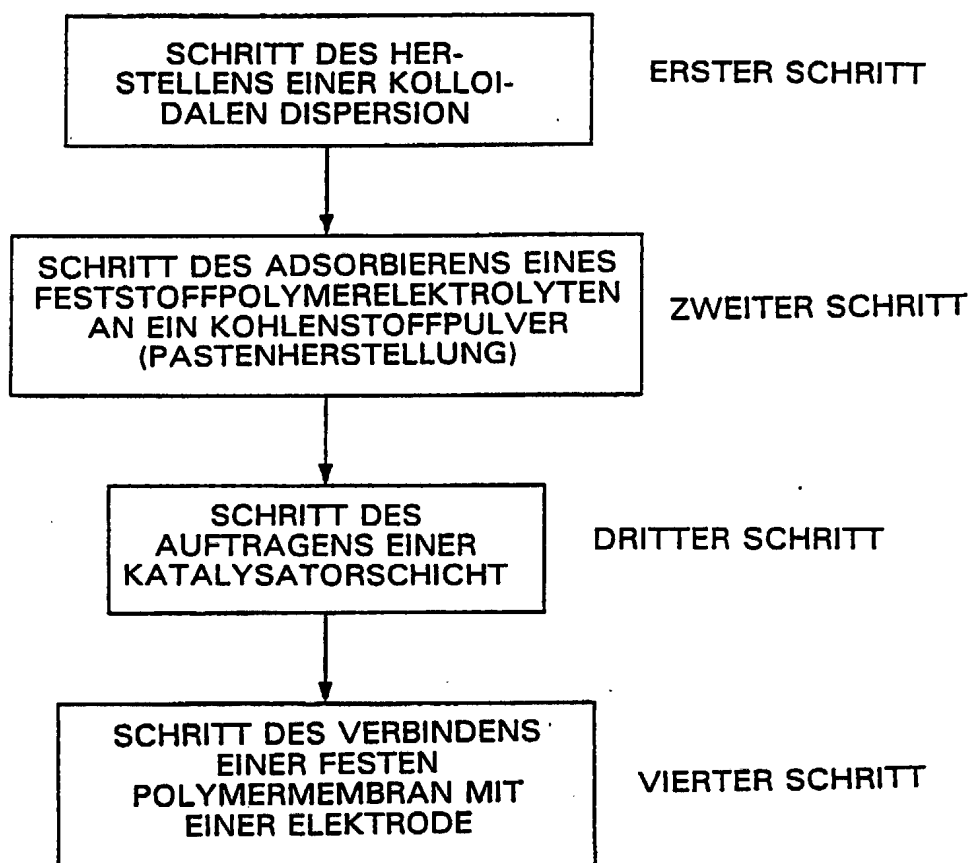 SCHRITT DES HER-
STELLENS EINER KOLLOI-
DALEN DISPERSION
ERSTER SCHRITT
SCHRITT DES ADSORBIERENS EINES
FESTSTOFFPOLYMERELEKTROLYTEN
AN EIN KOHLENSTOFFPULVER
(PASTENHERSTELLUNG)
ZWEITER SCHRITT
SCHRITT DES
AUFTRAGENS EINER
KATALYSATORSCHICHT
DRITTER SCHRITT
SCHRITT DES VERBINDENS
EINER FESTEN
POLYMERMEMBRAN MIT
EINER ELEKTRODE
VIERTER SCHRITT